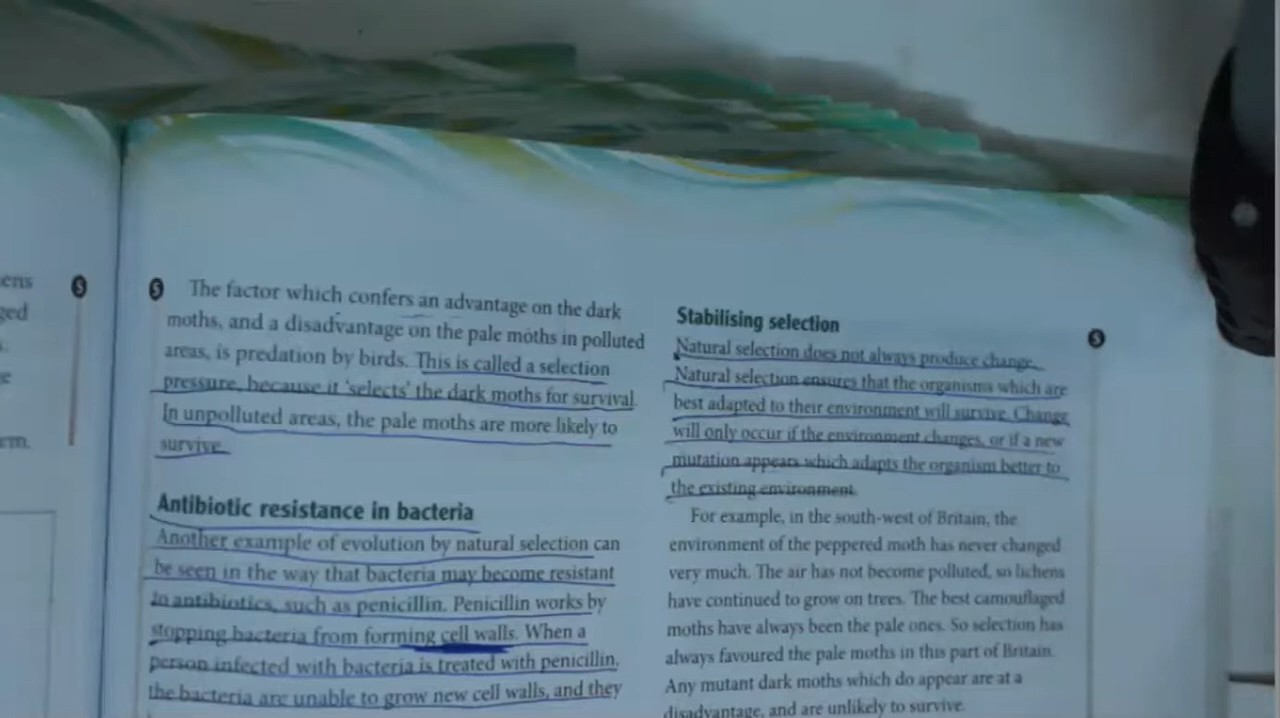 ens
ged
em.
S
S
The factor which confers an advantage on the dark
moths, and a disadvantage on the pale moths in polluted
areas, is predation by birds. This is called a selection
pressure, because it 'selects' the dark moths for survival.
In unpolluted areas, the pale moths are more likely to
survive.
Antibiotic resistance in bacteria
Another example of evolution by natural selection can
be seen in the way that bacteria may become resistant
to antibiotics, such as penicillin. Penicillin works by
stopping bacteria from forming cell walls. When a
person infected with bacteria is treated with penicillin,
the bacteria are unable to grow new cell walls, and they
Stabilising selection
Natural selection does not always produce change.
Natural selection ensures that the organisms which are
best adapted to their environment will survive. Change
will only occur if the environment changes, or if a new
mutation appears which adapts the organism better to
the existing environment.
For example, in the south-west of Britain, the
environment of the peppered moth has never changed
very much. The air has not become polluted, so lichens
have continued to grow on trees. The best camouflaged
moths have always been the pale ones. So selection has
always favoured the pale moths in this part of Britain.
Any mutant dark moths which do appear are at a
disadvantage, and are unlikely to survive.
S